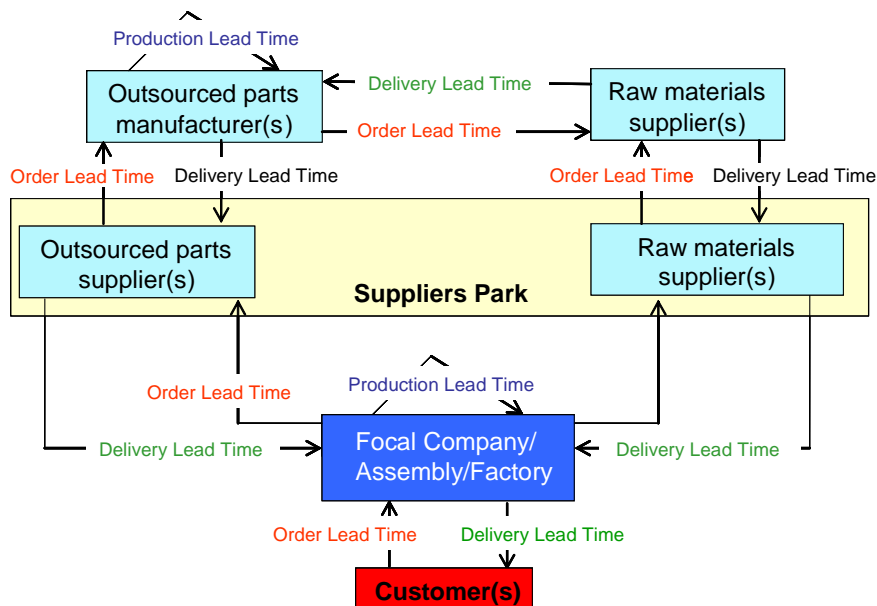 Production Lead Time
Outsourced parts
manufacturer(s)
Delivery Lead Time
Raw materials
supplier(s)
Order Lead Time
Order Lead Time
Delivery Lead Time
Order Lead Time
Delivery Lead Time
Outsourced parts
supplier(s)
Raw materials
supplier(s)
Suppliers Park
Production Lead Time
Order Lead Time
Delivery Lead Time
Focal Company/
Assembly/Factory
Delivery Lead Time
Order Lead Time
Delivery Lead Time
Customer(s)